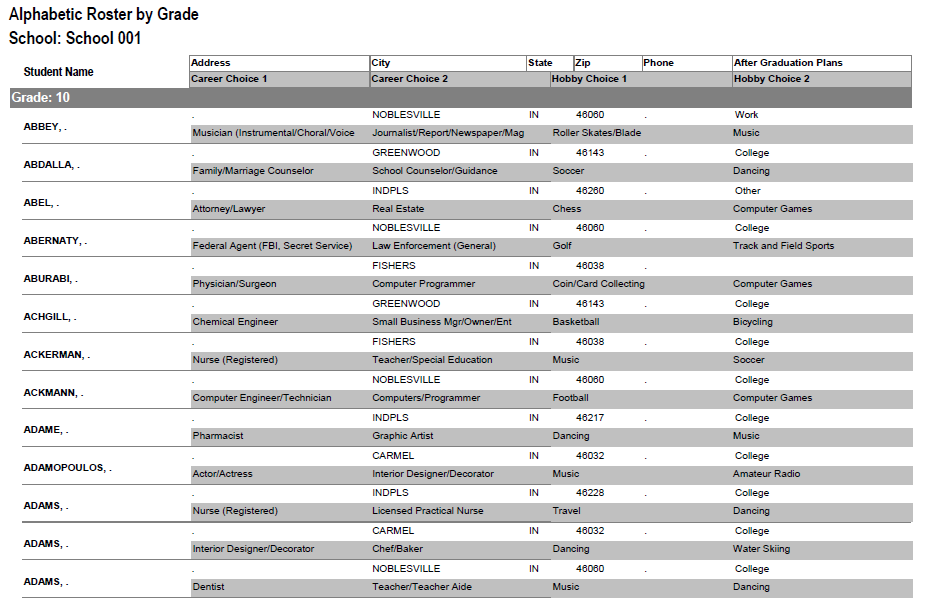 Alphabetic Roster by Grade
School: School 001
Student Name Address City State Zip Phone After Graduation Plans
Career Choice 1 Career Choice 2 Hobby Choice 1 Hobby Choice 2
Grade: 10
ABBEY, . . NOBLESVILLE IN 46060 . Work
Musician (Instrumental/Choral/Voice Journalist/Report/Newspaper/Mag Roller Skates/Blade Music
ABDALLA, . . GREENWOOD IN 46143 . College
Family/Marriage Counselor School Counselor/Guidance Soccer Dancing
ABEL, . . INDPLS IN 46260 . Other
Attorney/Lawyer Real Estate Chess Computer Games
ABERNATY, . . NOBLESVILLE IN 46060 . College
Federal Agent (FBI, Secret Service) Law Enforcement (General) Golf Track and Field Sports
ABURABI, . . FISHERS IN 46038 .
Physician/Surgeon Computer Programmer Coin/Card Collecting Computer Games
ACHGILL, . . GREENWOOD IN 46143 . College
Chemical Engineer Small Business Mgr/Owner/Ent Basketball Bicycling
ACKERMAN, . . FISHERS IN 46038 . College
Nurse (Registered) Teacher/Special Education Music Soccer
ACKMANN, . . NOBLESVILLE IN 46060 . College
Computer Engineer/Technician Computers/Programmer Football Computer Games
ADAME, . . INDPLS IN 46217 . College
Pharmacist Graphic Artist Dancing Music
ADAMOPOULOS, . . CARMEL IN 46032 . College
Actor/Actress Interior Designer/Decorator Music Amateur Radio
ADAMS, . . INDPLS IN 46228 . College
Nurse (Registered) Licensed Practical Nurse Travel Dancing
ADAMS, . . CARMEL IN 46032 . College
Interior Designer/Decorator Chef/Baker Dancing Water Skiing
ADAMS, . . NOBLESVILLE IN 46060 . College
Dentist Teacher/Teacher Aide Music Dancing